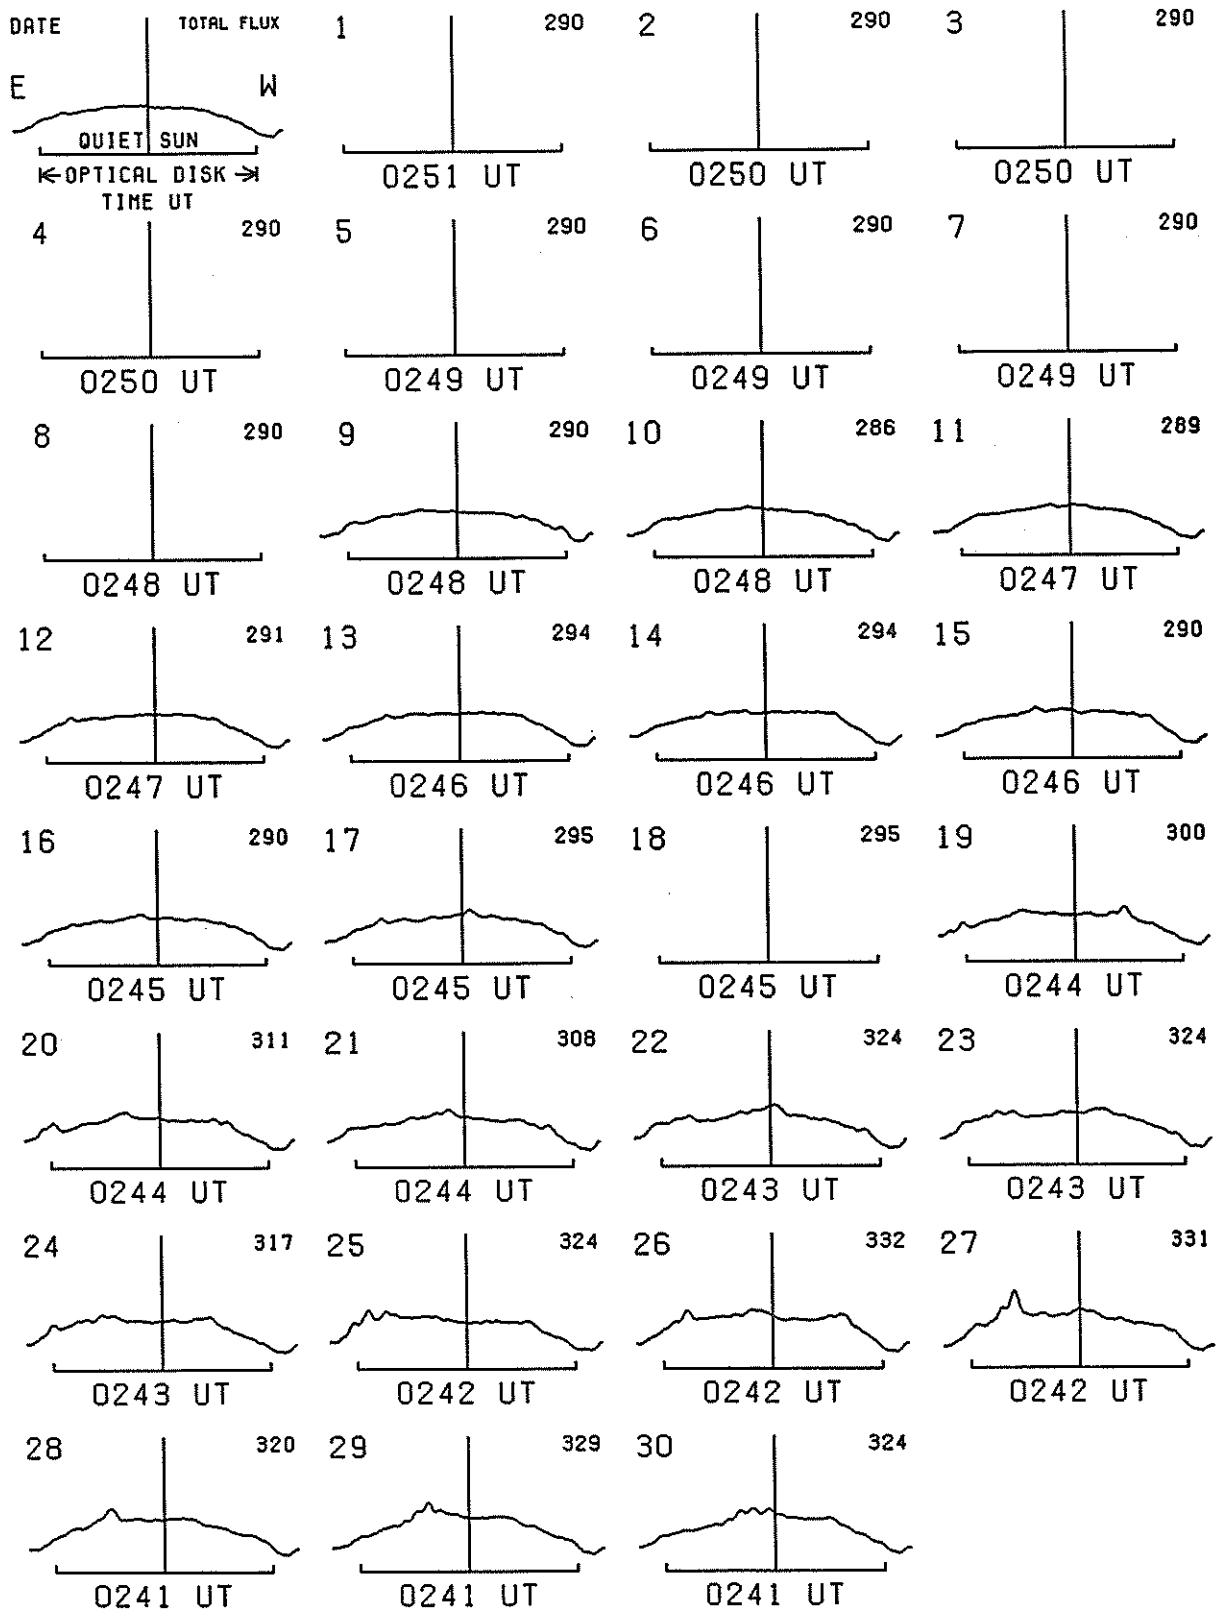 DATE TOTAL FLUX 1 290 2 290 3 290
E W
QUIET SUN
OPTICAL DISK 0251 UT 0250 UT 0250 UT
TIME UT
4 290 5 290 6 290 7 290
0250 UT 0249 UT 0249 UT 0249 UT
8 290 9 290 10 286 11 289
0248 UT 0248 UT 0248 UT 0247 UT
12 291 13 294 14 294 15 290
0247 UT 0246 UT 0246 UT 0246 UT
16 290 17 295 18 295 19 300
0245 UT 0245 UT 0245 UT 0244 UT
20 311 21 308 22 324 23 324
0244 UT 0244 UT 0243 UT 0243 UT
24 317 25 324 26 332 27 331
0243 UT 0242 UT 0242 UT 0242 UT
28 320 29 329 30 324
0241 UT 0241 UT 0241 UT